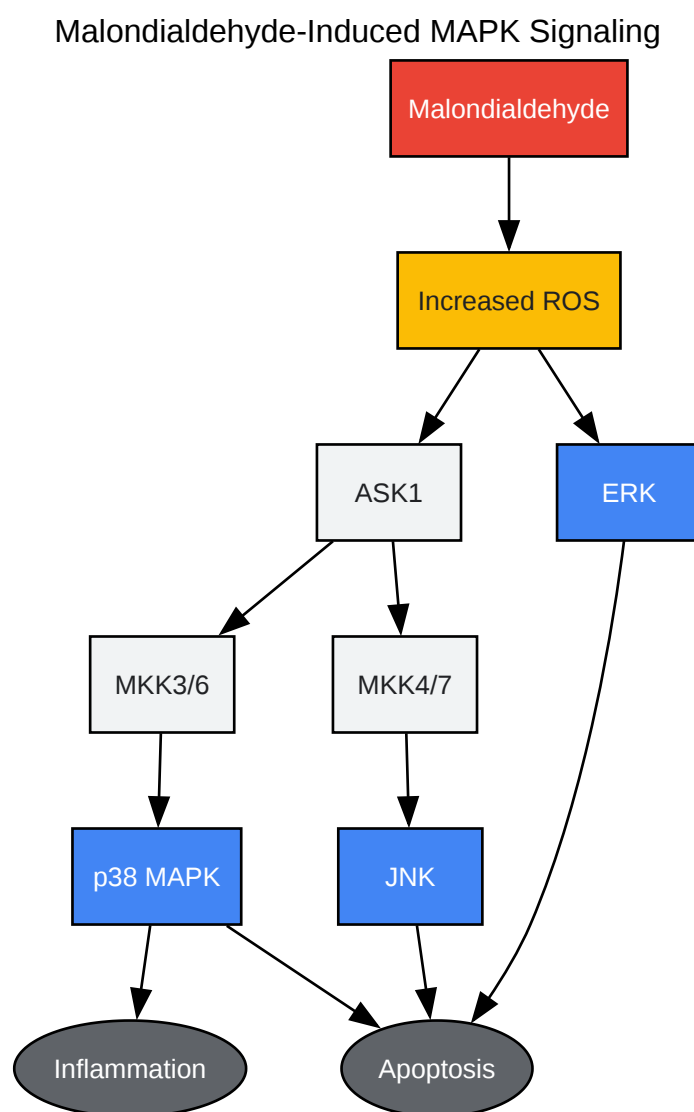 Malondialdehyde-Induced MAPK Signaling
Malondialdehyde
Increased ROS
ASK1
ERK
MKK3/6
MKK4/7
p38 MAPK
JNK
Inflammation
Apoptosis